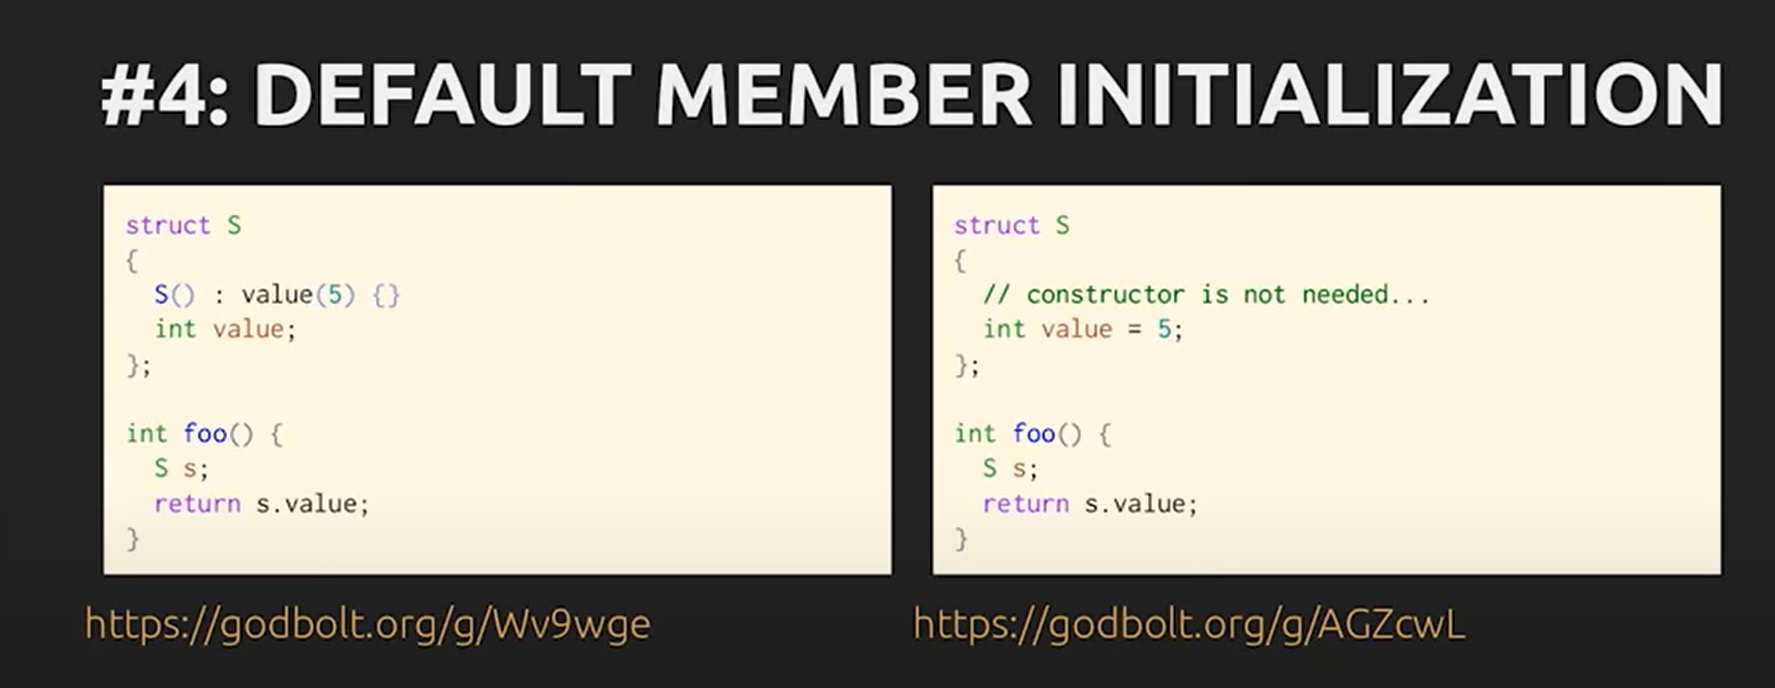 #4: DEFAULT MEMBER INITIALIZATION
struct S
{
  S() : value(5) {}
  int value;
};

int foo() {
  S s;
  return s.value;
}
https://godbolt.org/g/Wv9wge
struct S
{
  // constructor is not needed...
  int value = 5;
};

int foo() {
  S s;
  return s.value;
}
https://godbolt.org/g/AGZcwL